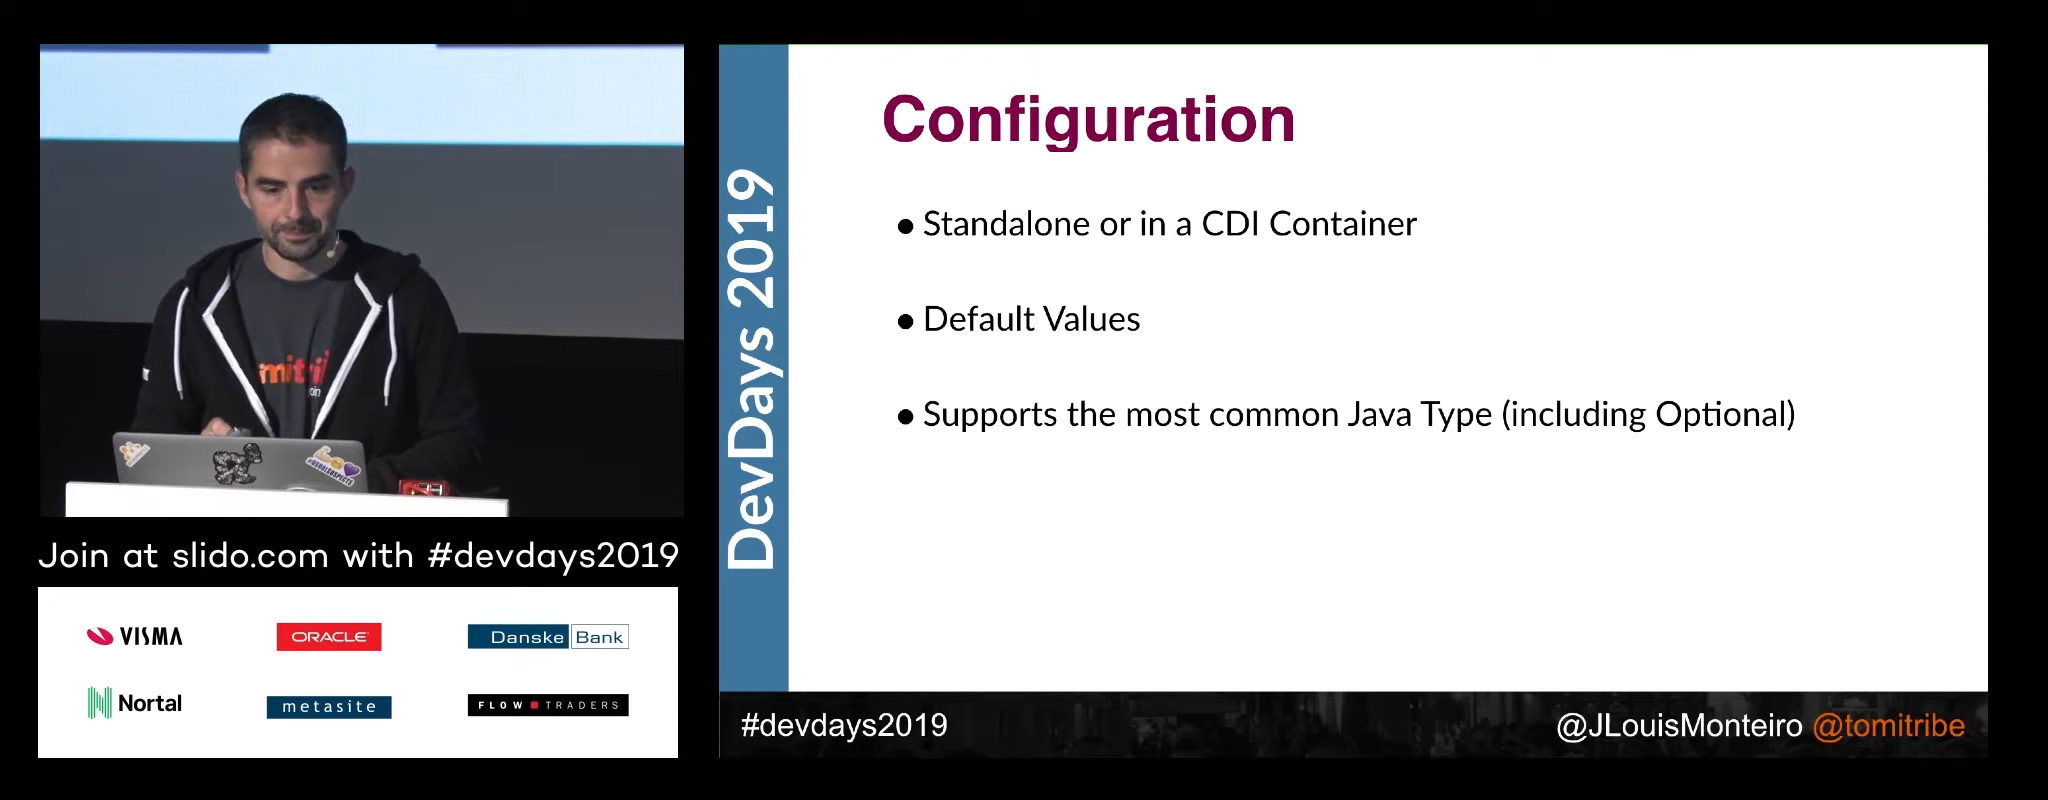 Configuration
● Standalone or in a CDI Container
● Default Values
● Supports the most common Java Type (including Optional)
DevDays 2019
#devdays2019
@JLouisMonteiro @tomitribe
Join at slido.com with #devdays2019
VISMA
ORACLE
Danske Bank
Nortal
metasite
FLOW TRADERS